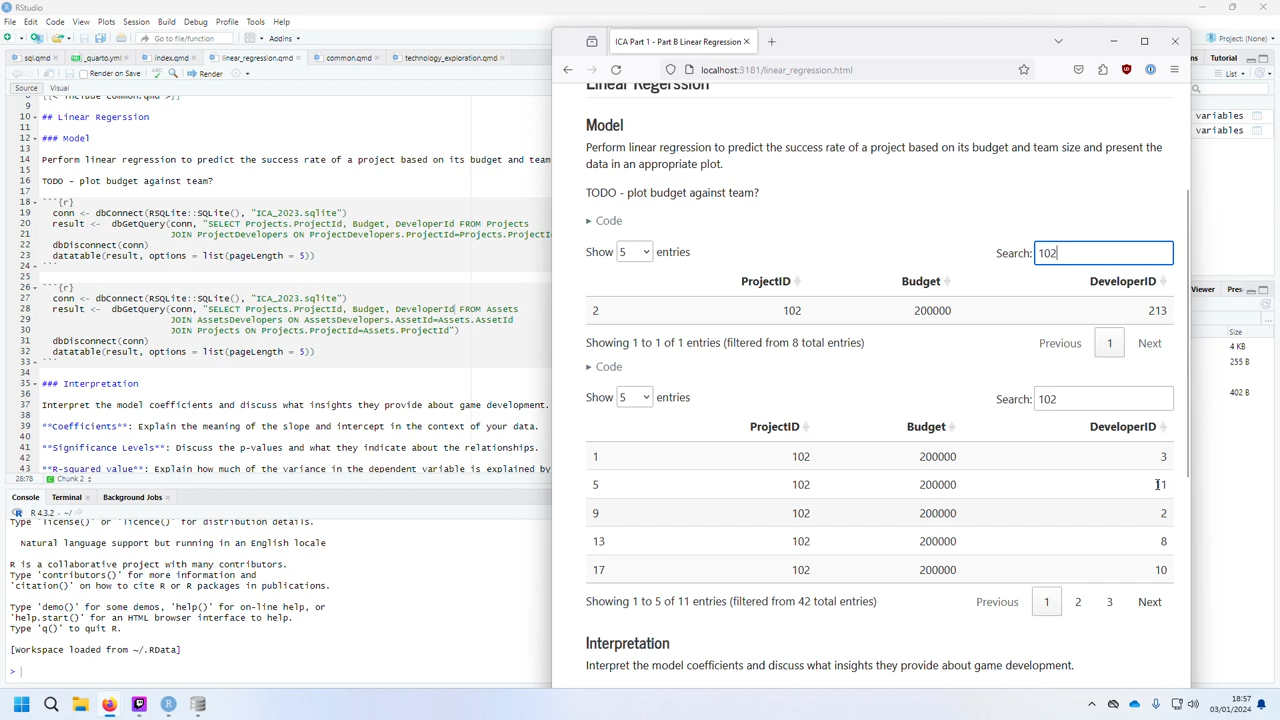 RStudio
File Edit Code View Plots Session Build Debug Profile Tools Help
Go to file/function
Addins
Project: (None)
sql.qmd
_quarto.yml
index.qmd
linear_regression.qmd
common.qmd
technology_exploration.qmd
Render on Save
Render
Source Visual
9
10 ## Linear Regerssion
11
12 ### Model
13
14 Perform linear regression to predict the success rate of a project based on its budget and team
15
16 TODO - plot budget against team?
17
18 ```{r}
19 conn <- dbConnect(RSQLite::SQLite(), "ICA_2023.sqlite")
20 result <- dbGetQuery(conn, "SELECT Projects.ProjectId, Budget, DeveloperId FROM Projects
21 JOIN ProjectDevelopers ON ProjectDevelopers.ProjectId=Projects.ProjectId
22 dbDisconnect(conn)
23 datatable(result, options = list(pageLength = 5))
24 ```
25
26 ```{r}
27 conn <- dbConnect(RSQLite::SQLite(), "ICA_2023.sqlite")
28 result <- dbGetQuery(conn, "SELECT Projects.ProjectId, Budget, DeveloperId FROM Assets
29 JOIN AssetsDevelopers ON AssetsDevelopers.AssetId=Assets.AssetId
30 JOIN Projects ON Projects.ProjectId=Assets.ProjectId")
31 dbDisconnect(conn)
32 datatable(result, options = list(pageLength = 5))
33 ```
34
35 ### Interpretation
36
37 Interpret the model coefficients and discuss what insights they provide about game development.
38
39 **Coefficients**: Explain the meaning of the slope and intercept in the context of your data.
40
41 **Significance Levels**: Discuss the p-values and what they indicate about the relationships.
42
43 **R-squared value**: Explain how much of the variance in the dependent variable is explained by
28:78 Chunk 2
Console Terminal Background Jobs
R 4.3.2 · ~/
Type 'license()' or 'licence()' for distribution details.
Natural language support but running in an English locale
R is a collaborative project with many contributors.
Type 'contributors()' for more information and
'citation()' on how to cite R or R packages in publications.
Type 'demo()' for some demos, 'help()' for on-line help, or
'help.start()' for an HTML browser interface to help.
Type 'q()' to quit R.
[Workspace loaded from ~/.RData]
>
ICA Part 1 - Part B Linear Regression
localhost:3181/linear_regression.html
Linear Regerssion
Model
Perform linear regression to predict the success rate of a project based on its budget and team size and present the
data in an appropriate plot.
TODO - plot budget against team?
Code
Show 5 entries
Search: 102
ProjectID Budget DeveloperID
2 102 200000 213
Showing 1 to 1 of 1 entries (filtered from 8 total entries)
Previous 1 Next
Code
Show 5 entries
Search: 102
ProjectID Budget DeveloperID
1 102 200000 3
5 102 200000 11
9 102 200000 2
13 102 200000 8
17 102 200000 10
Showing 1 to 5 of 11 entries (filtered from 42 total entries)
Previous 1 2 3 Next
Interpretation
Interpret the model coefficients and discuss what insights they provide about game development.
Tutorial
List
variables
variables
Viewer
Pres
Size
4 KB
255 B
402 B
18:57
03/01/2024